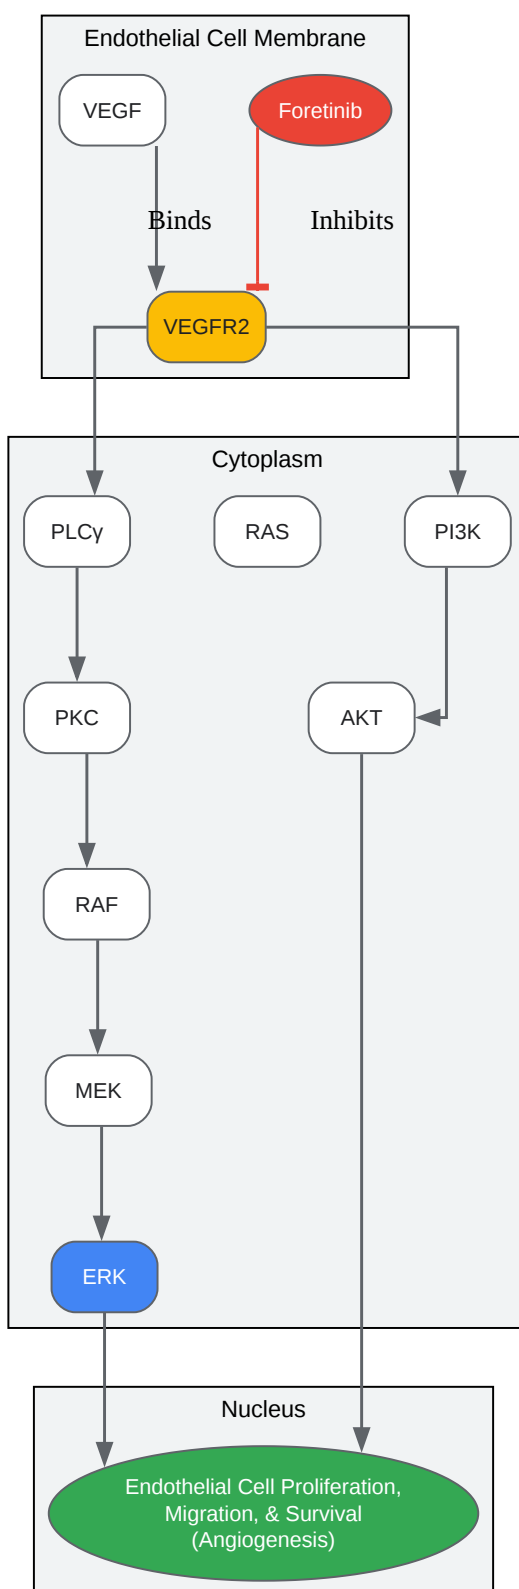 Endothelial Cell Membrane
VEGF
Foretinib
Binds
Inhibits
VEGFR2
Cytoplasm
PLCγ
RAS
PI3K
PKC
AKT
RAF
MEK
ERK
Nucleus
Endothelial Cell Proliferation,
Migration, & Survival
(Angiogenesis)